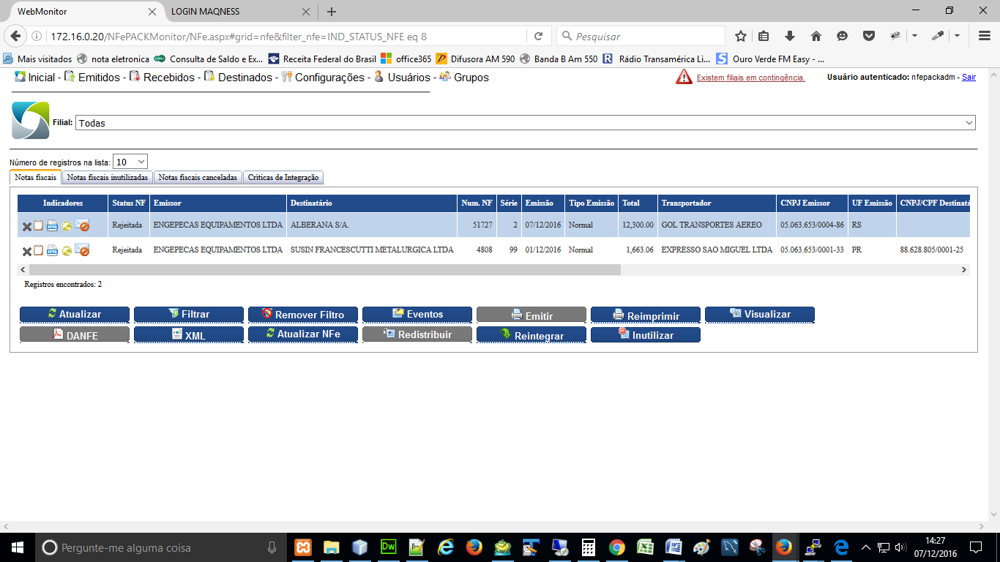 WebMonitor
LOGIN MAQNESS
172.16.0.20/NFePACKMonitor/NFe.aspx#grid=nfe&filter_nfe=IND_STATUS_NFE eq 8
Pesquisar
Mais visitados
nota eletronica
Consulta de Saldo e Ex...
Receita Federal do Brasil
office365
Difusora AM 590
Banda B Am 550
Rádio Transamérica Li...
Ouro Verde FM Easy - ...
Inicial - Emitidos - Recebidos - Destinados - Configurações - Usuários - Grupos
Existem filiais em contingência.
Usuário autenticado: nfepackadm - Sair
Filial: Todas
Número de registros na lista: 10
Notas fiscais
Notas fiscais inutilizadas
Notas fiscais canceladas
Críticas de Integração
Indicadores Status NF Emissor Destinatário Num. NF Série Emissão Tipo Emissão Total Transportador CNPJ Emissor UF Emissão CNPJ/CPF Destinatá
Rejeitada ENGEPECAS EQUIPAMENTOS LTDA ALBERANA S/A. 51727 2 07/12/2016 Normal 12,300.00 GOL TRANSPORTES AEREO 05.063.653/0004-86 RS
Rejeitada ENGEPECAS EQUIPAMENTOS LTDA SUSIN FRANCESCUTTI METALURGICA LTDA 4808 99 01/12/2016 Normal 1,663.06 EXPRESSO SAO MIGUEL LTDA 05.063.653/0001-33 PR 88.628.805/0001-25
Registros encontrados: 2
Atualizar Filtrar Remover Filtro Eventos Emitir Reimprimir Visualizar
DANFE XML Atualizar NFe Redistribuir Reintegrar Inutilizar
Pergunte-me alguma coisa
14:27
07/12/2016